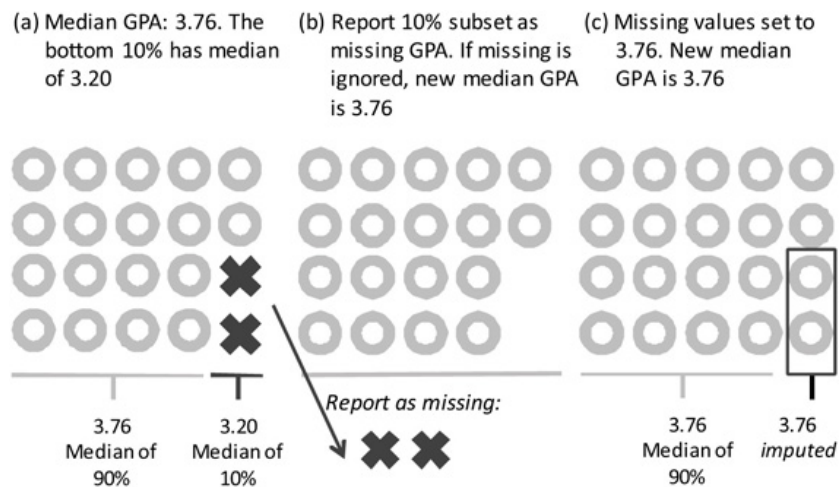 (a) Median GPA: 3.76. The
bottom 10% has median
of 3.20
(b) Report 10% subset as
missing GPA. If missing is
ignored, new median GPA
is 3.76
(c) Missing values set to
3.76. New median
GPA is 3.76
3.76
Median of
90%
3.20
Median of
10%
Report as missing:
3.76
Median of
90%
3.76
imputed